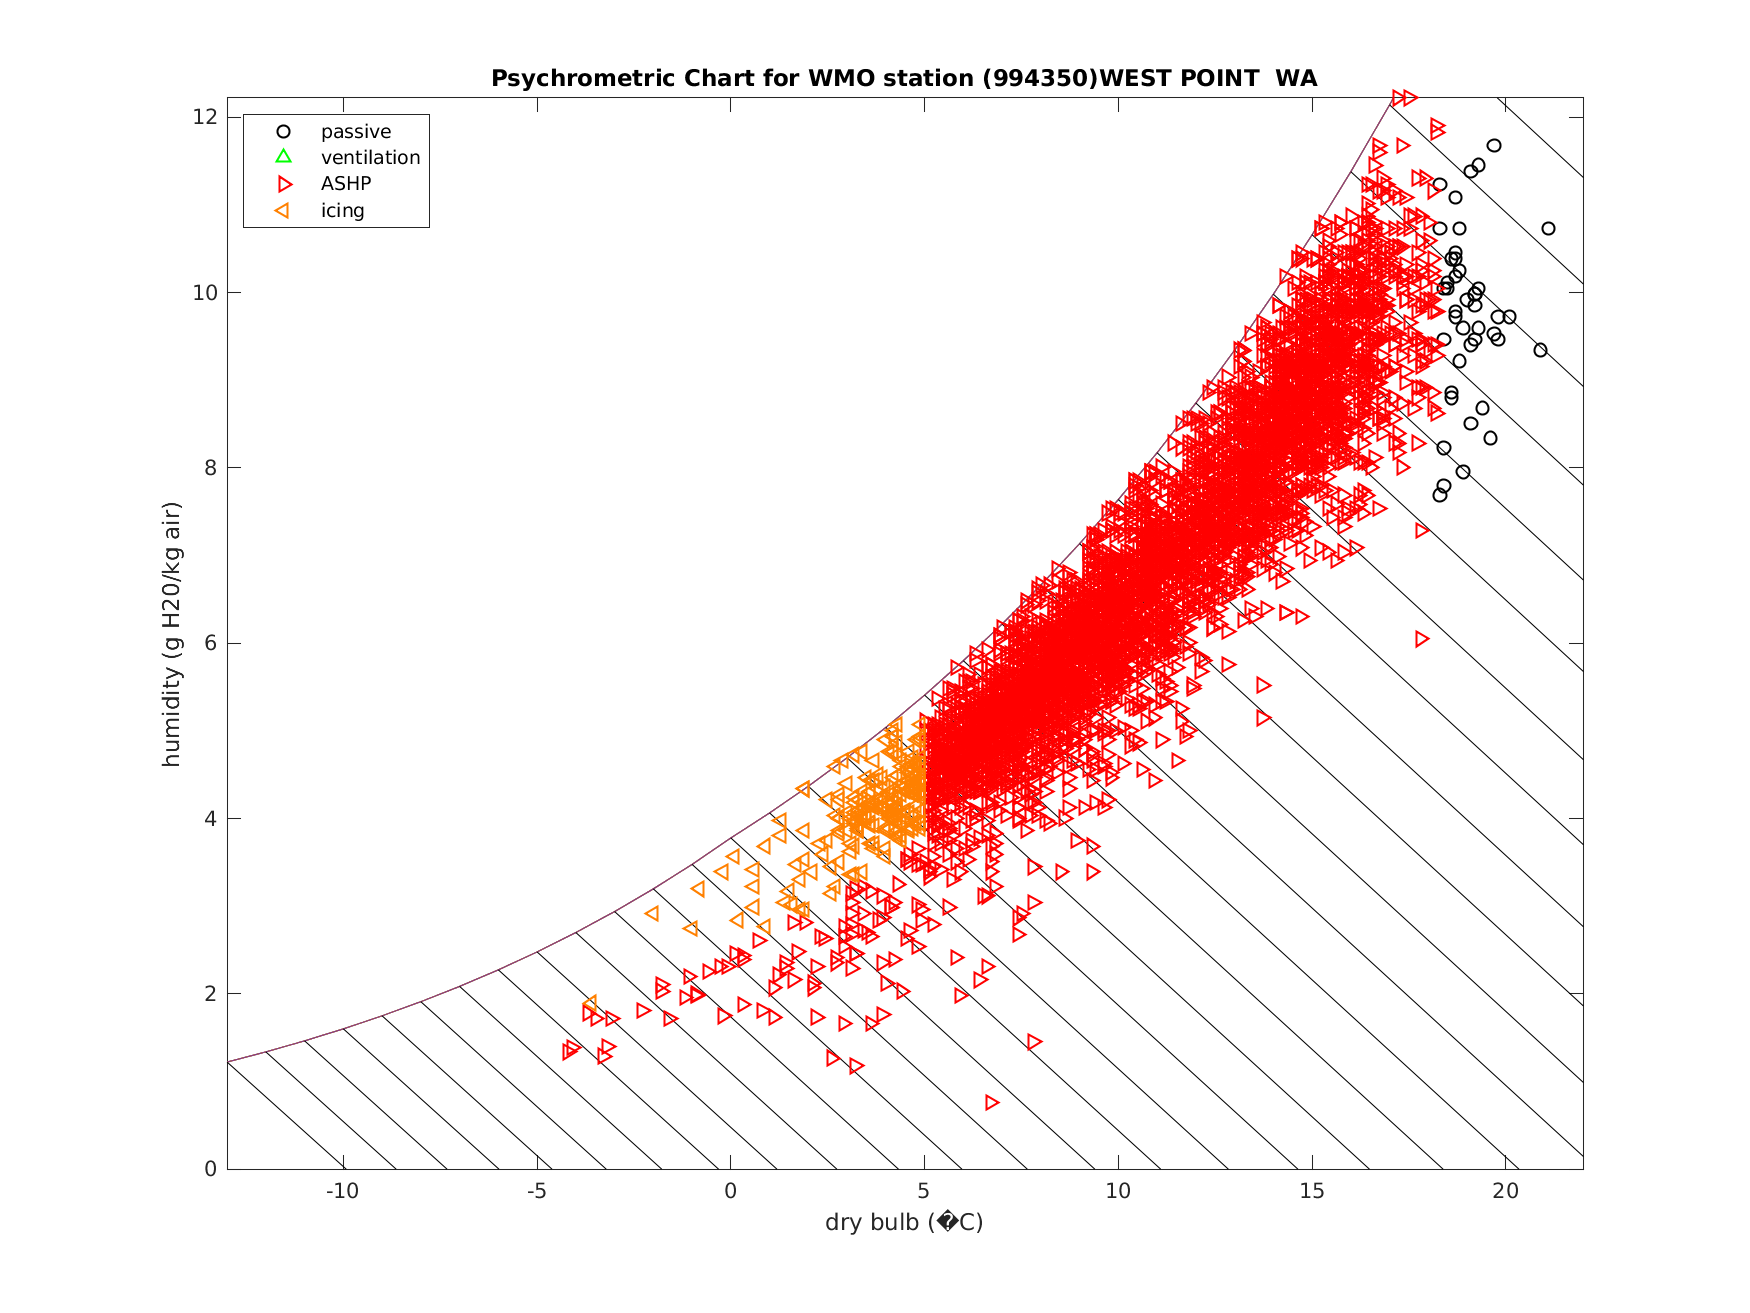 Psychrometric Chart for WMO station (994350)WEST POINT  WA
passive
ventilation
ASHP
icing
humidity (g H20/kg air)
12
10
8
6
4
2
0
-10 -5 0 5 10 15 20
dry bulb (�C)